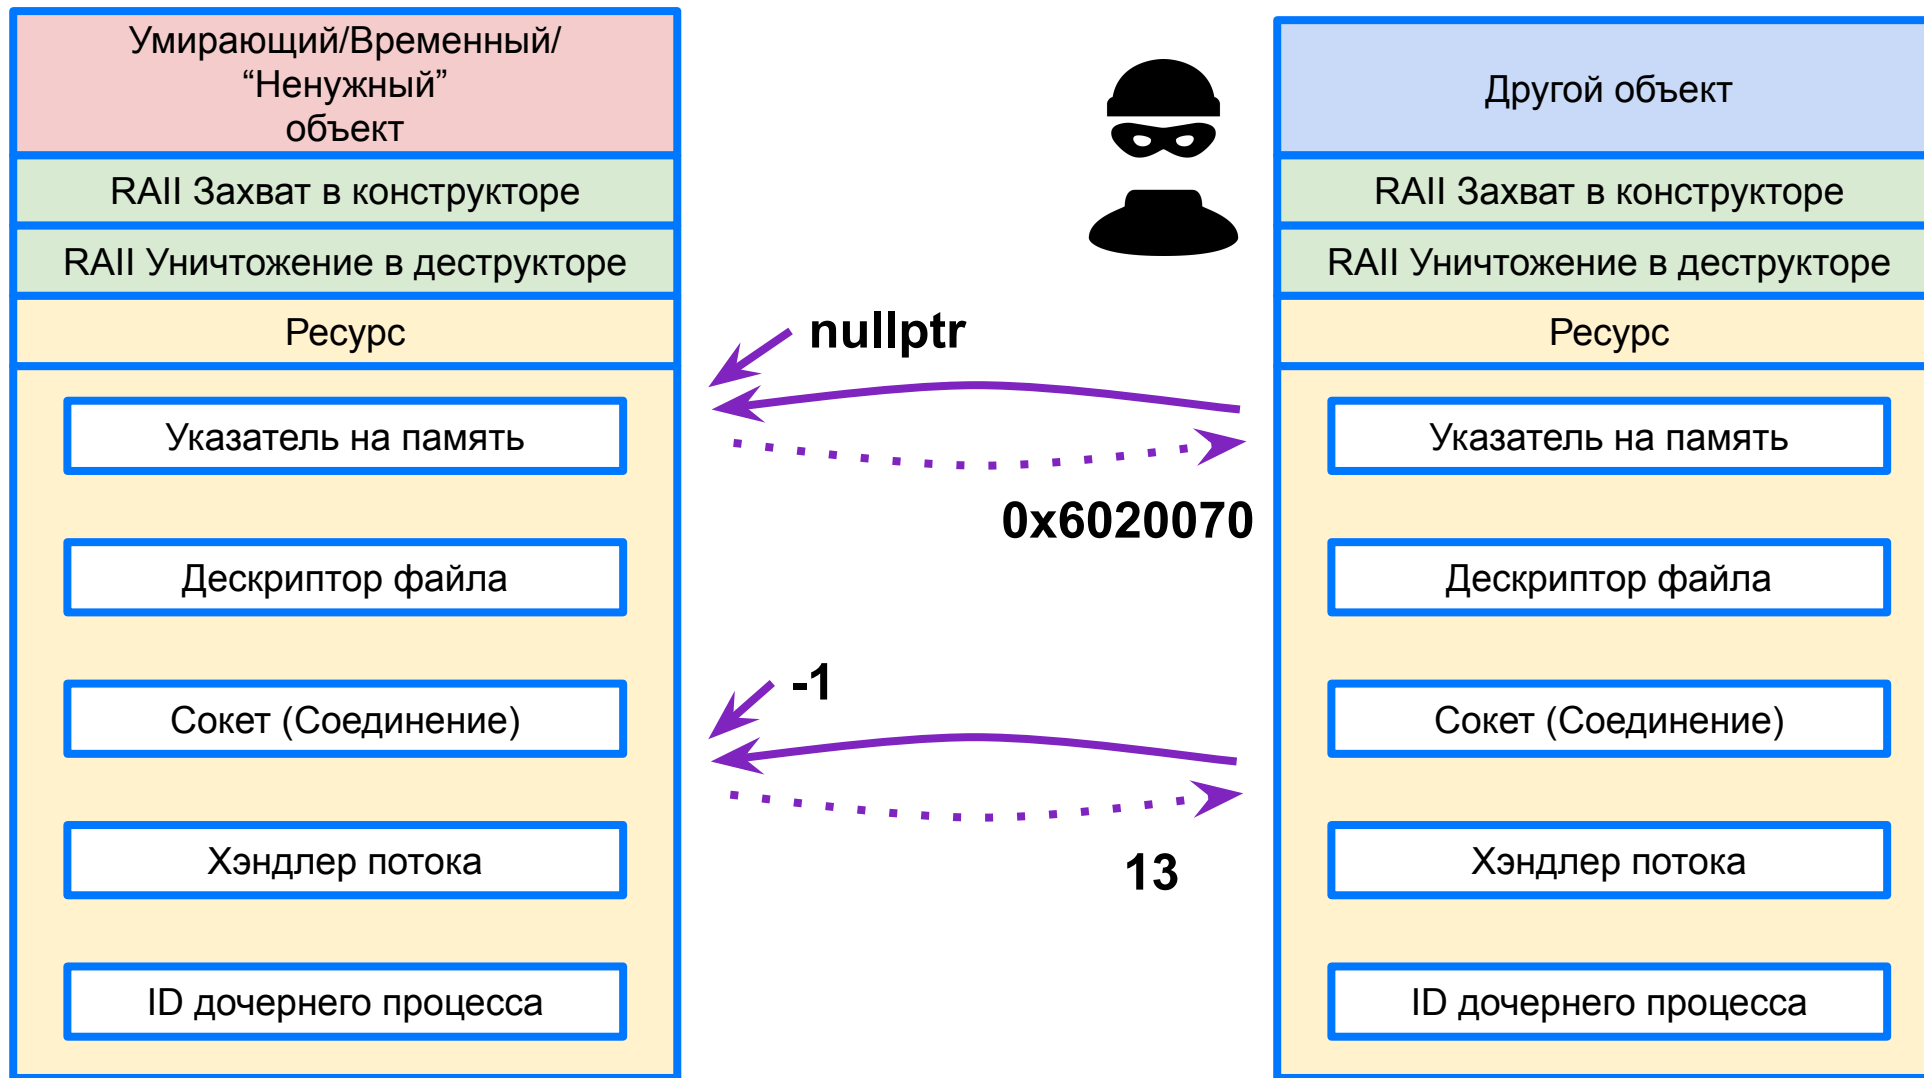 Умирающий/Временный/
“Ненужный”
объект
RAII Захват в конструкторе
RAII Уничтожение в деструкторе
Ресурс
Указатель на память
Дескриптор файла
Сокет (Соединение)
Хэндлер потока
ID дочернего процесса
nullptr
0x6020070
-1
13
Другой объект
RAII Захват в конструкторе
RAII Уничтожение в деструкторе
Ресурс
Указатель на память
Дескриптор файла
Сокет (Соединение)
Хэндлер потока
ID дочернего процесса